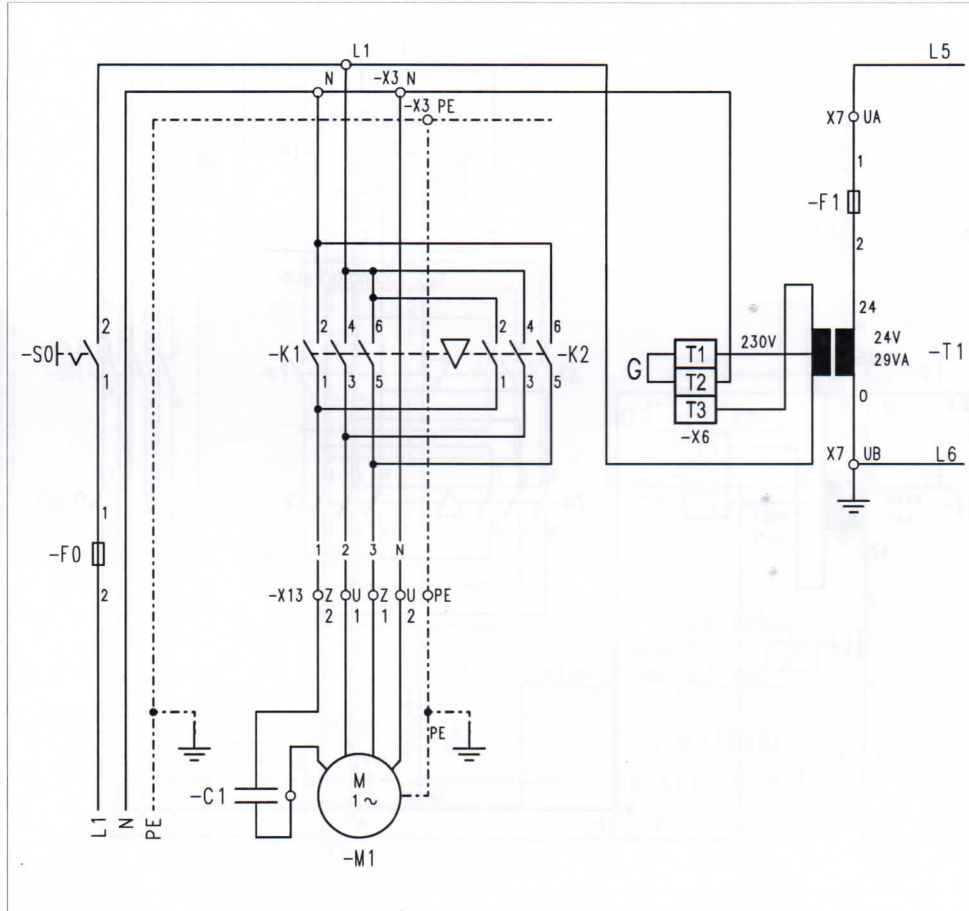 L1
L5
N -X3 N
-X3 PE
X7 UA
1
-F1
2
2
2 4 6 2 4 6
24
-S0
-K1
-K2
G
T1
230V
24V
29VA
-T1
1
1 3 5 1 3 5
T2
T3
0
-X6
X7 UB
L6
1
-F0
1 2 3 N
2
-X13 Z U Z U PE
2 1 1 2
PE
-C1
M
1~
L1
N
PE
-M1